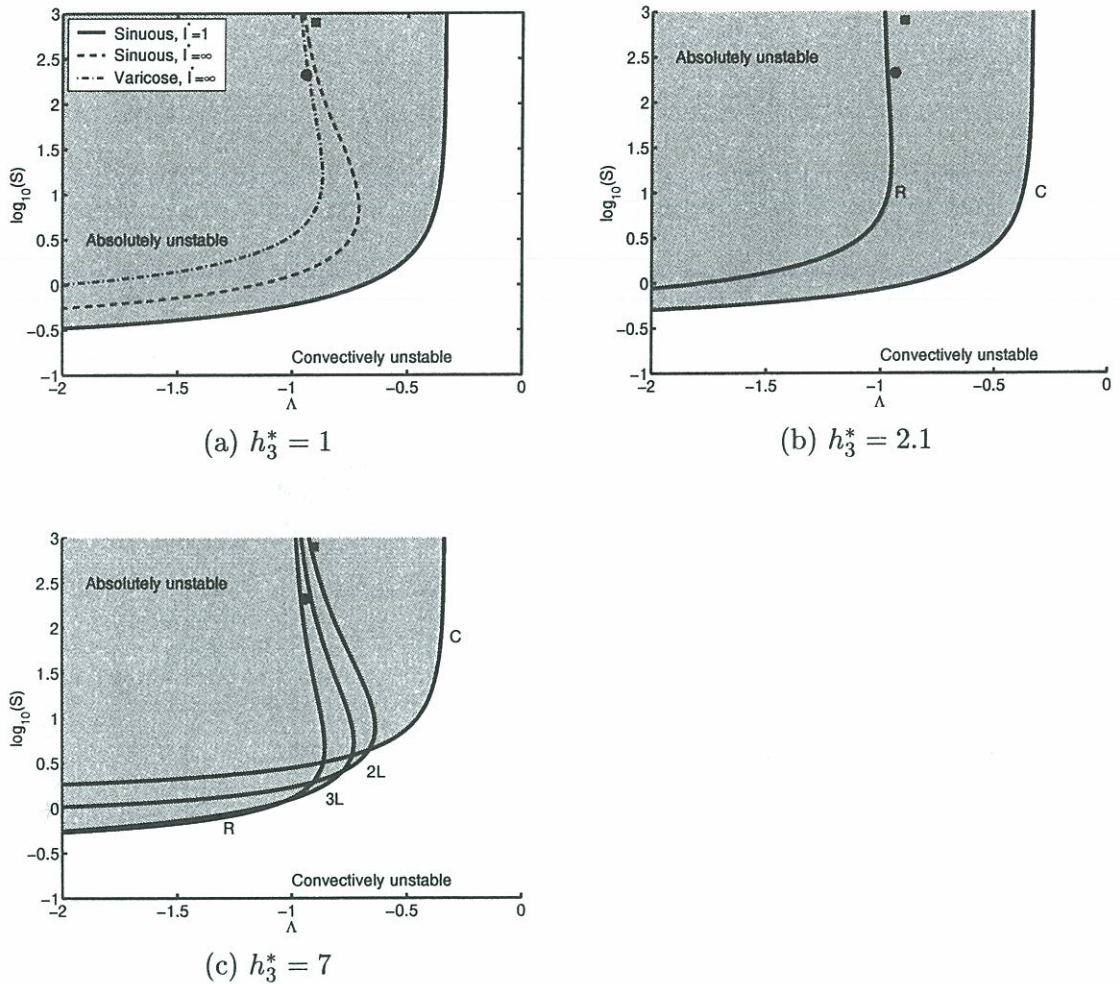 Sinuous, l*=1
Sinuous, l*=∞
Varicose, l*=∞
Absolutely unstable
Convectively unstable
log₁₀(S)
3
2.5
2
1.5
1
0.5
0
−0.5
−1
−2
−1.5
−1
−0.5
0
Λ
(a) h₃* = 1
Absolutely unstable
R
C
Convectively unstable
log₁₀(S)
3
2.5
2
1.5
1
0.5
0
−0.5
−1
−2
−1.5
−1
−0.5
0
Λ
(b) h₃* = 2.1
Absolutely unstable
C
2L
3L
R
Convectively unstable
log₁₀(S)
3
2.5
2
1.5
1
0.5
0
−0.5
−1
−2
−1.5
−1
−0.5
0
Λ
(c) h₃* = 7